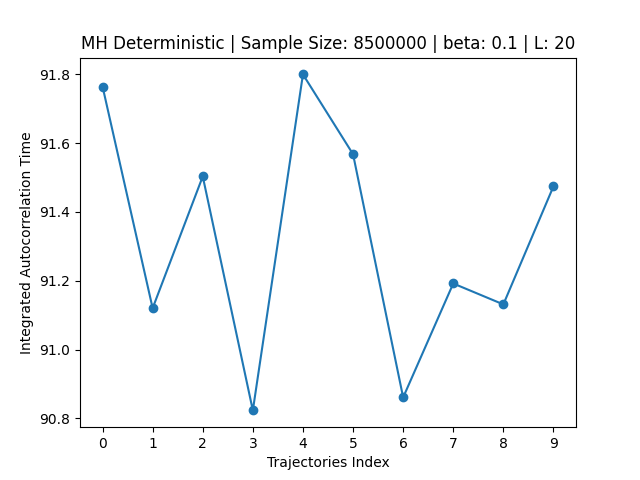 MH Deterministic | Sample Size: 8500000 | beta: 0.1 | L: 20
Integrated Autocorrelation Time
91.8
91.6
91.4
91.2
91.0
90.8
0 1 2 3 4 5 6 7 8 9
Trajectories Index